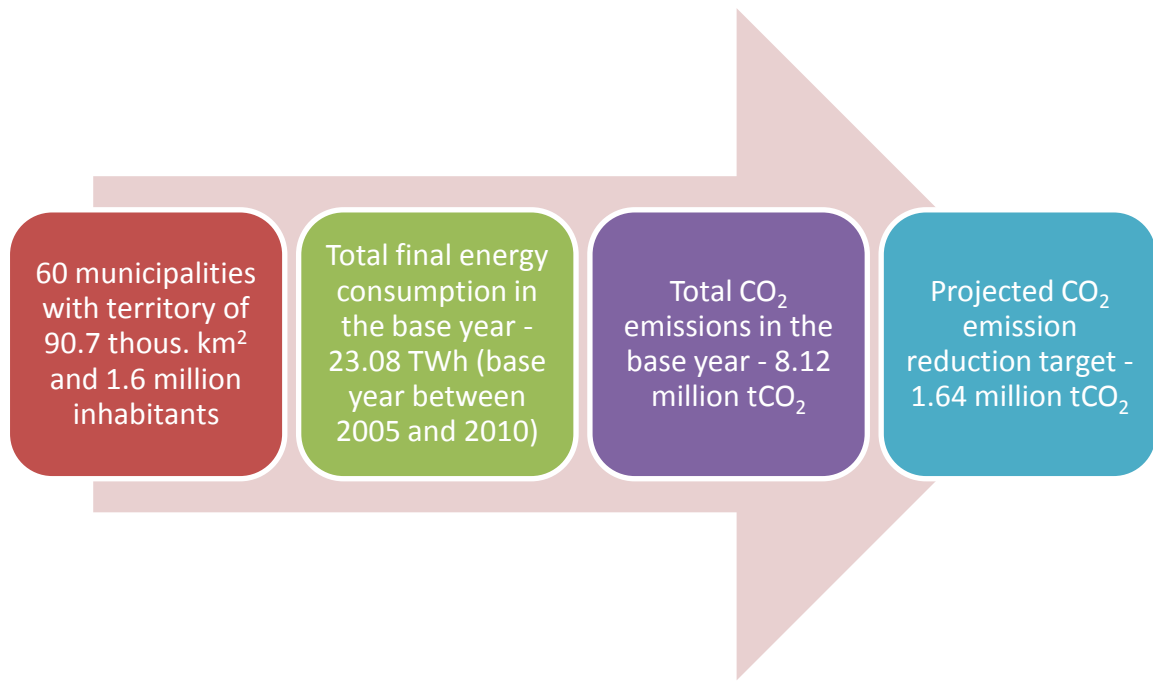 60 municipalities
with territory of
90.7 thous. km²
and 1.6 million
inhabitants
Total final energy
consumption in
the base year -
23.08 TWh (base
year between
2005 and 2010)
Total CO₂
emissions in the
base year - 8.12
million tCO₂
Projected CO₂
emission
reduction target -
1.64 million tCO₂